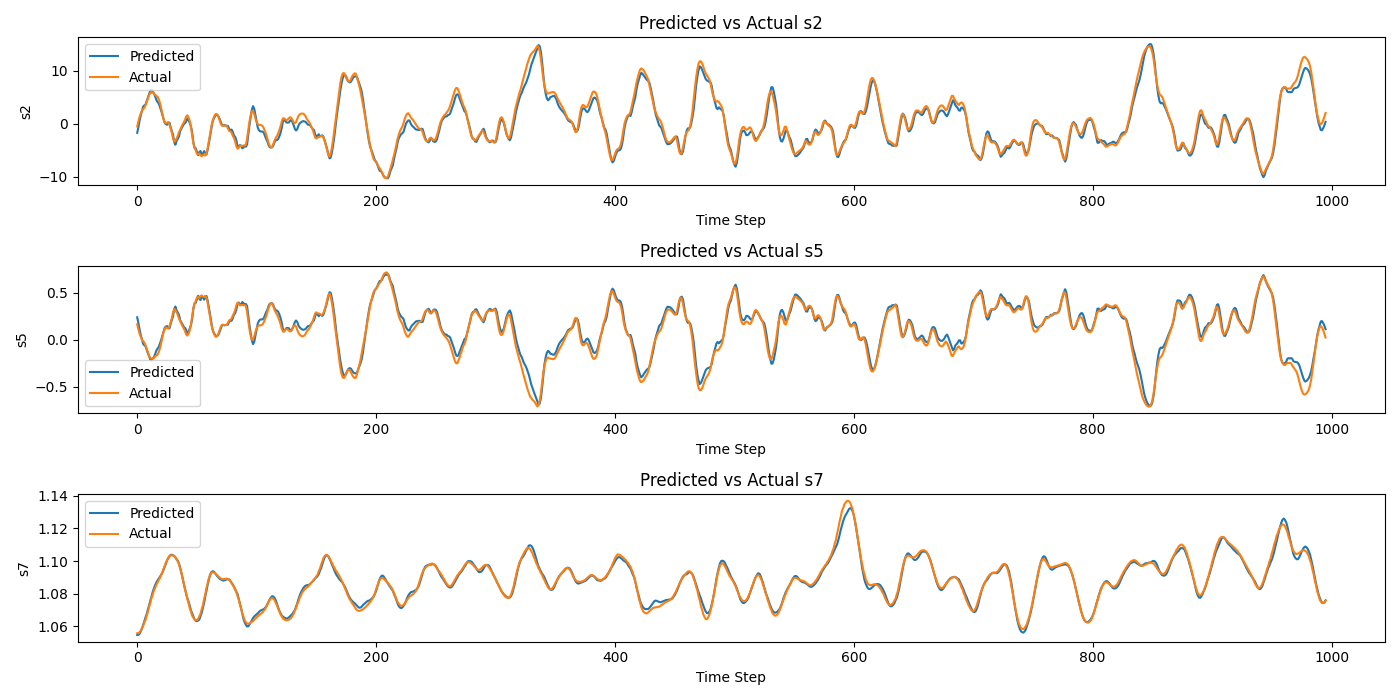 Predicted vs Actual s2
Predicted
Actual
s2
10
0
−10
0 200 400 600 800 1000
Time Step
Predicted vs Actual s5
s5
0.5
0.0
−0.5
Predicted
Actual
0 200 400 600 800 1000
Time Step
Predicted vs Actual s7
Predicted
Actual
s7
1.14
1.12
1.10
1.08
1.06
0 200 400 600 800 1000
Time Step